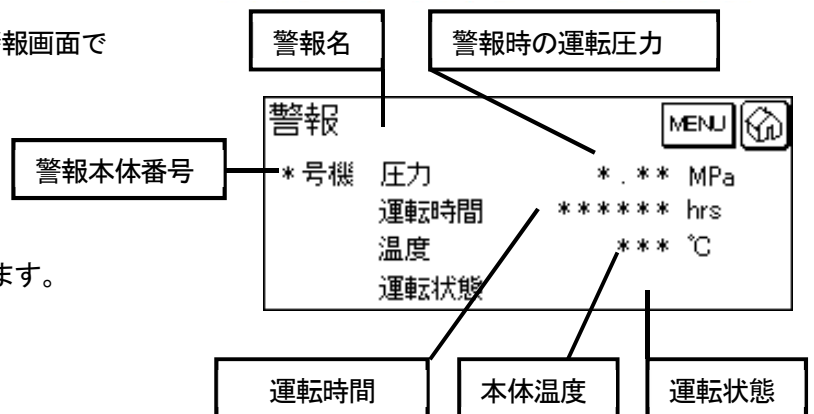 報画面で
警報名
警報時の運転圧力
警報
MENU
警報本体番号
*号機 圧力 *.** MPa
運転時間 ****** hrs
温度 *** ℃
運転状態
ます。
運転時間
本体温度
運転状態